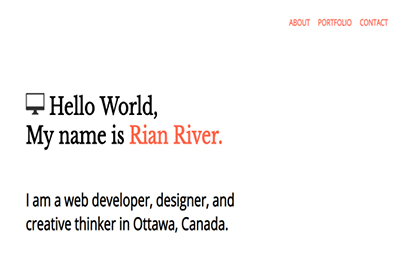 ABOUT PORTFOLIO CONTACT
Hello World,
My name is Rian River.
I am a web developer, designer, and
creative thinker in Ottawa, Canada.